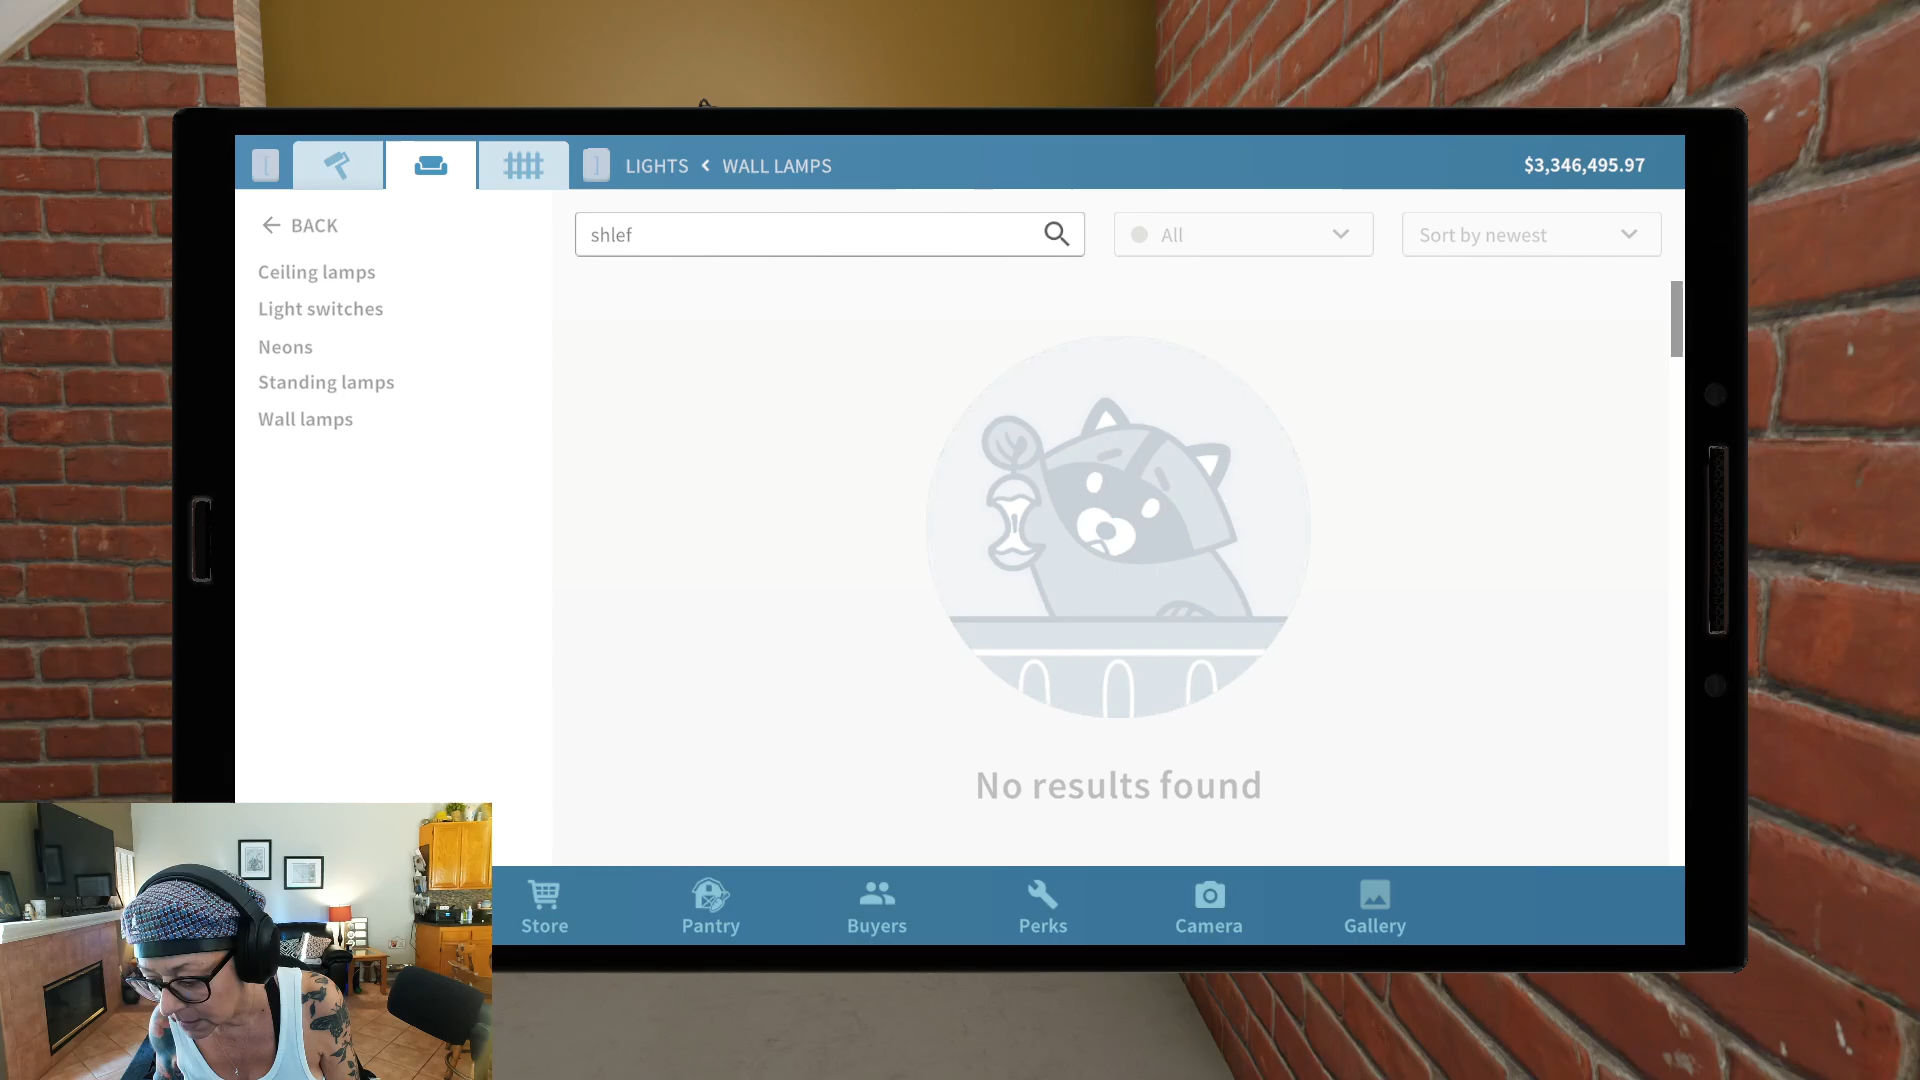 [
]
LIGHTS < WALL LAMPS
$3,346,495.97
BACK
shlef
All
Sort by newest
Ceiling lamps
Light switches
Neons
Standing lamps
Wall lamps
No results found
Store
Pantry
Buyers
Perks
Camera
Gallery